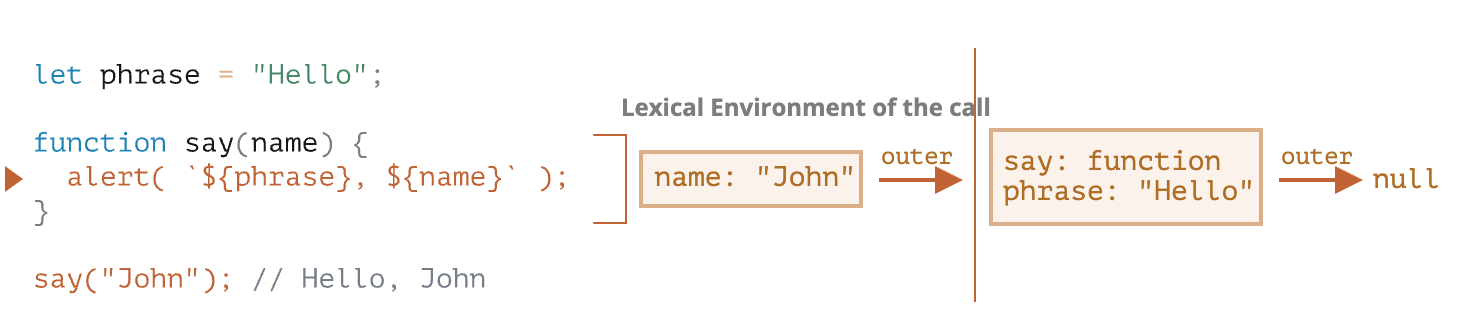 let phrase = "Hello";
function say(name) {
  alert( `${phrase}, ${name}` );
}
say("John"); // Hello, John
Lexical Environment of the call
name: "John"
outer
say: function
phrase: "Hello"
outer
null